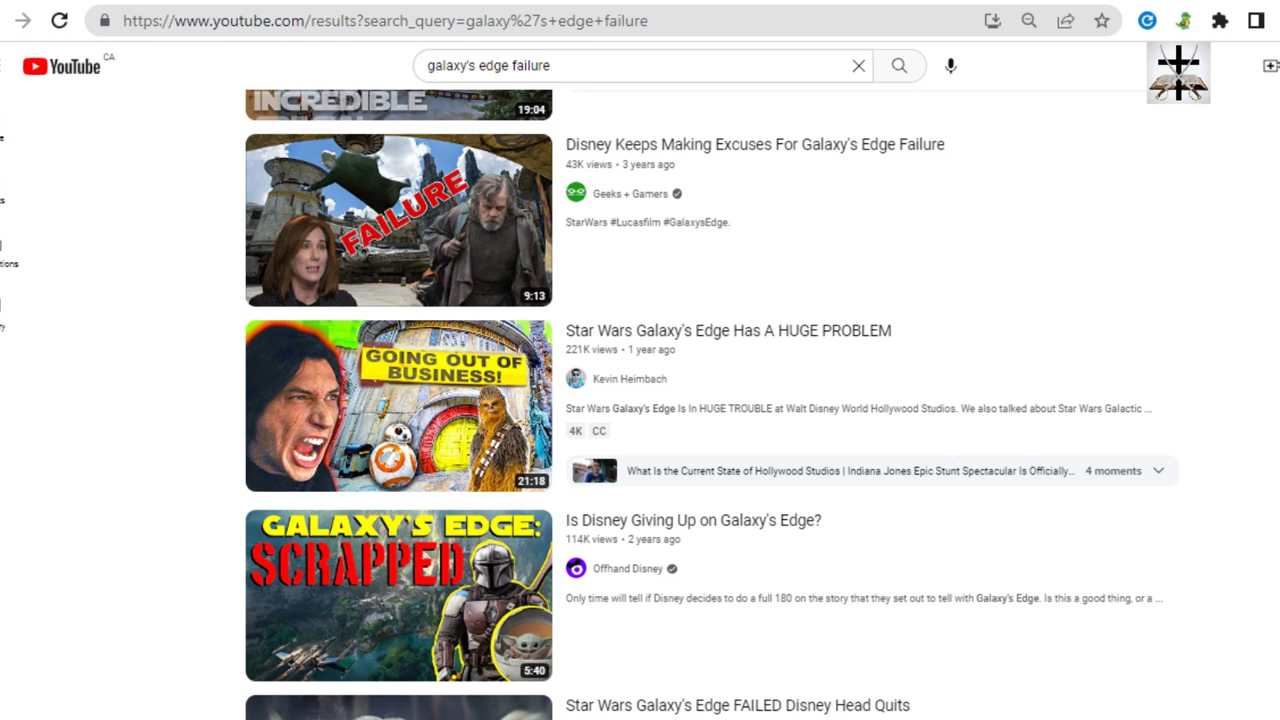 https://www.youtube.com/results?search_query=galaxy%27s+edge+failure
YouTube CA
galaxy's edge failure
INCREDIBLE
19:04
Disney Keeps Making Excuses For Galaxy's Edge Failure
43K views • 3 years ago
Geeks + Gamers
StarWars #Lucasfilm #GalaxysEdge.
FAILURE
9:13
Star Wars Galaxy's Edge Has A HUGE PROBLEM
221K views • 1 year ago
Kevin Heimbach
Star Wars Galaxy's Edge Is In HUGE TROUBLE at Walt Disney World Hollywood Studios. We also talked about Star Wars Galactic ...
4K CC
What Is the Current State of Hollywood Studios | Indiana Jones Epic Stunt Spectacular Is Officially... 4 moments
GOING OUT OF
BUSINESS!
21:18
Is Disney Giving Up on Galaxy's Edge?
114K views • 2 years ago
Offhand Disney
Only time will tell if Disney decides to do a full 180 on the story that they set out to tell with Galaxy's Edge. Is this a good thing, or a ...
GALAXY'S EDGE:
SCRAPPED
5:40
Star Wars Galaxy's Edge FAILED Disney Head Quits